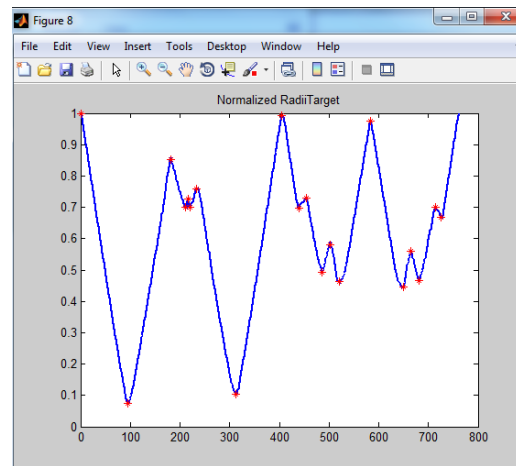 Figure 8
File Edit View Insert Tools Desktop Window Help
Normalized RadiiTarget
1
0.9
0.8
0.7
0.6
0.5
0.4
0.3
0.2
0.1
0
0 100 200 300 400 500 600 700 800